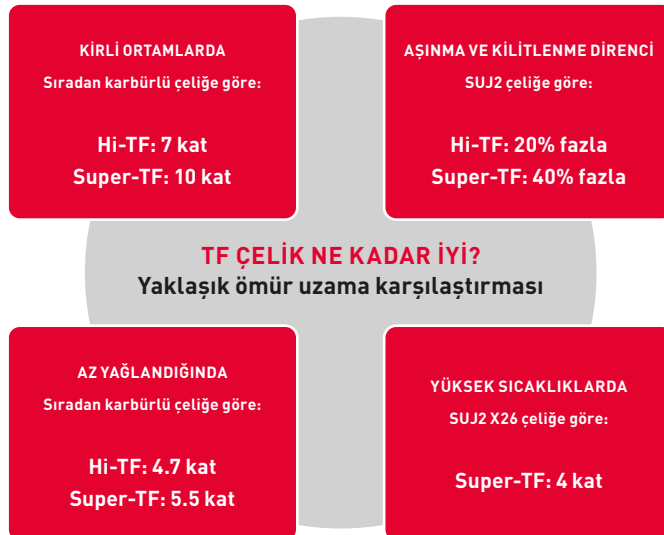 KİRLİ ORTAMLARDA
Sıradan karbürlü çeliğe göre:
Hi-TF: 7 kat
Super-TF: 10 kat
AŞINMA VE KİLİTLENME DİRENCİ
SUJ2 çeliğe göre:
Hi-TF: 20% fazla
Super-TF: 40% fazla
TF ÇELİK NE KADAR İYİ?
Yaklaşık ömür uzama karşılaştırması
AZ YAĞLANDIĞINDA
Sıradan karbürlü çeliğe göre:
Hi-TF: 4.7 kat
Super-TF: 5.5 kat
YÜKSEK SICAKLIKLARDA
SUJ2 X26 çeliğe göre:
Super-TF: 4 kat